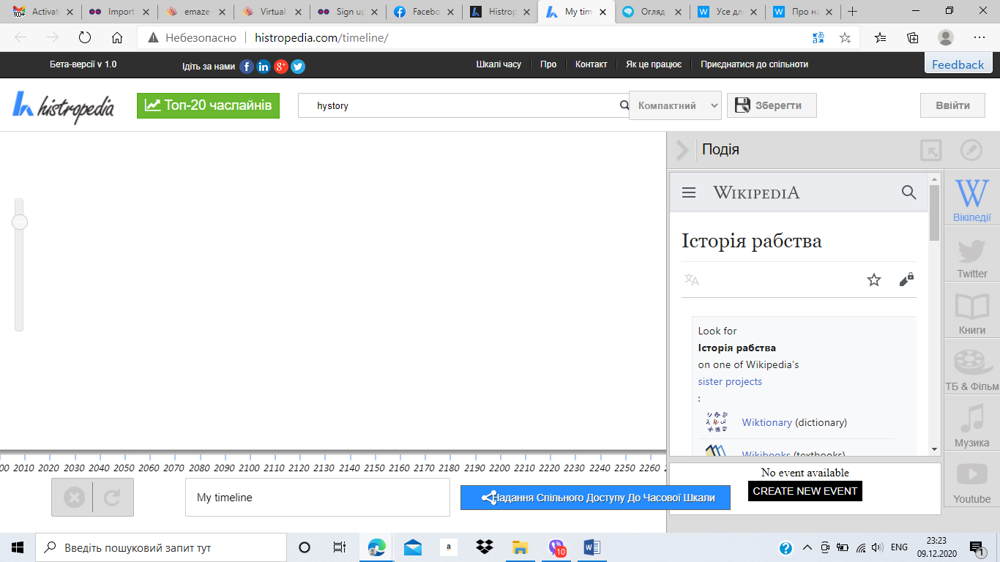 100+ Activat
Import
emaze-
Virtual
Sign up
Facebo
Histrop
My tim
Огляд
Усе дл
Про на
Небезопасно
histropedia.com/timeline/
Бета-версії v 1.0
Ідіть за нами
Шкалі часу
Про
Контакт
Як це працює
Приєднатися до спільноти
Feedback
histropedia
Топ-20 часлайнів
hystory
Компактний
Зберегти
Ввійти
Подія
WIKIPEDIA
Історія рабства
Look for
Історія рабства
on one of Wikipedia's
sister projects
:
Wiktionary (dictionary)
Wikibooks (textbooks)
Вікіпедії
Twitter
Книги
ТБ & Фільм
Музика
Youtube
00 2010 2020 2030 2040 2050 2060 2070 2080 2090 2100 2110 2120 2130 2140 2150 2160 2170 2180 2190 2200 2210 2220 2230 2240 2250 2260 2
My timeline
Надання Спільного Доступу До Часової Шкали
No event available
CREATE NEW EVENT
Введіть пошуковий запит тут
a
10
ENG
23:23
09.12.2020
1